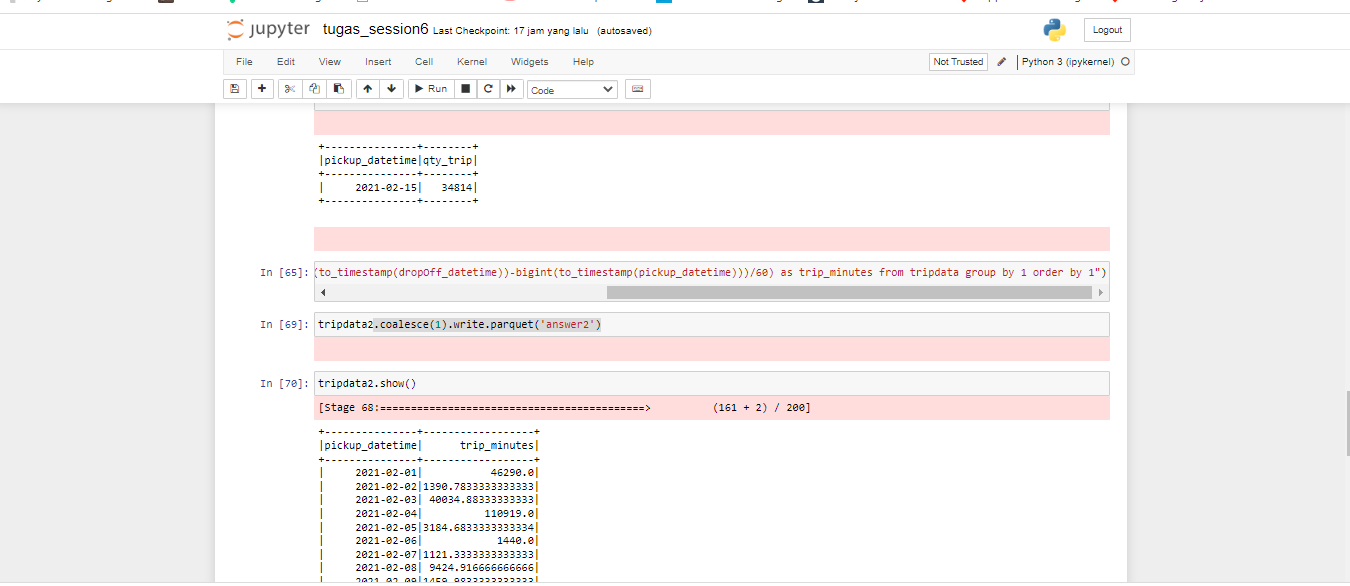 jupyter tugas_session6 Last Checkpoint: 17 jam yang lalu (autosaved) Logout
File Edit View Insert Cell Kernel Widgets Help Not Trusted Python 3 (ipykernel)
Run Code
+---------------+--------+
|pickup_datetime|qty_trip|
+---------------+--------+
|     2021-02-15|   34814|
+---------------+--------+
In [65]: (to_timestamp(dropOff_datetime))-bigint(to_timestamp(pickup_datetime)))/60) as trip_minutes from tripdata group by 1 order by 1")
In [69]: tripdata2.coalesce(1).write.parquet('answer2')
In [70]: tripdata2.show()
[Stage 68:===========================================>          (161 + 2) / 200]
+---------------+------------------+
|pickup_datetime|      trip_minutes|
+---------------+------------------+
|     2021-02-01|           46290.0|
|     2021-02-02|1390.7833333333333|
|     2021-02-03| 40034.88333333333|
|     2021-02-04|          110919.0|
|     2021-02-05|3184.6833333333334|
|     2021-02-06|            1440.0|
|     2021-02-07|1121.3333333333333|
|     2021-02-08| 9424.916666666666|
|     2021-02-09|1459.9833333333333|